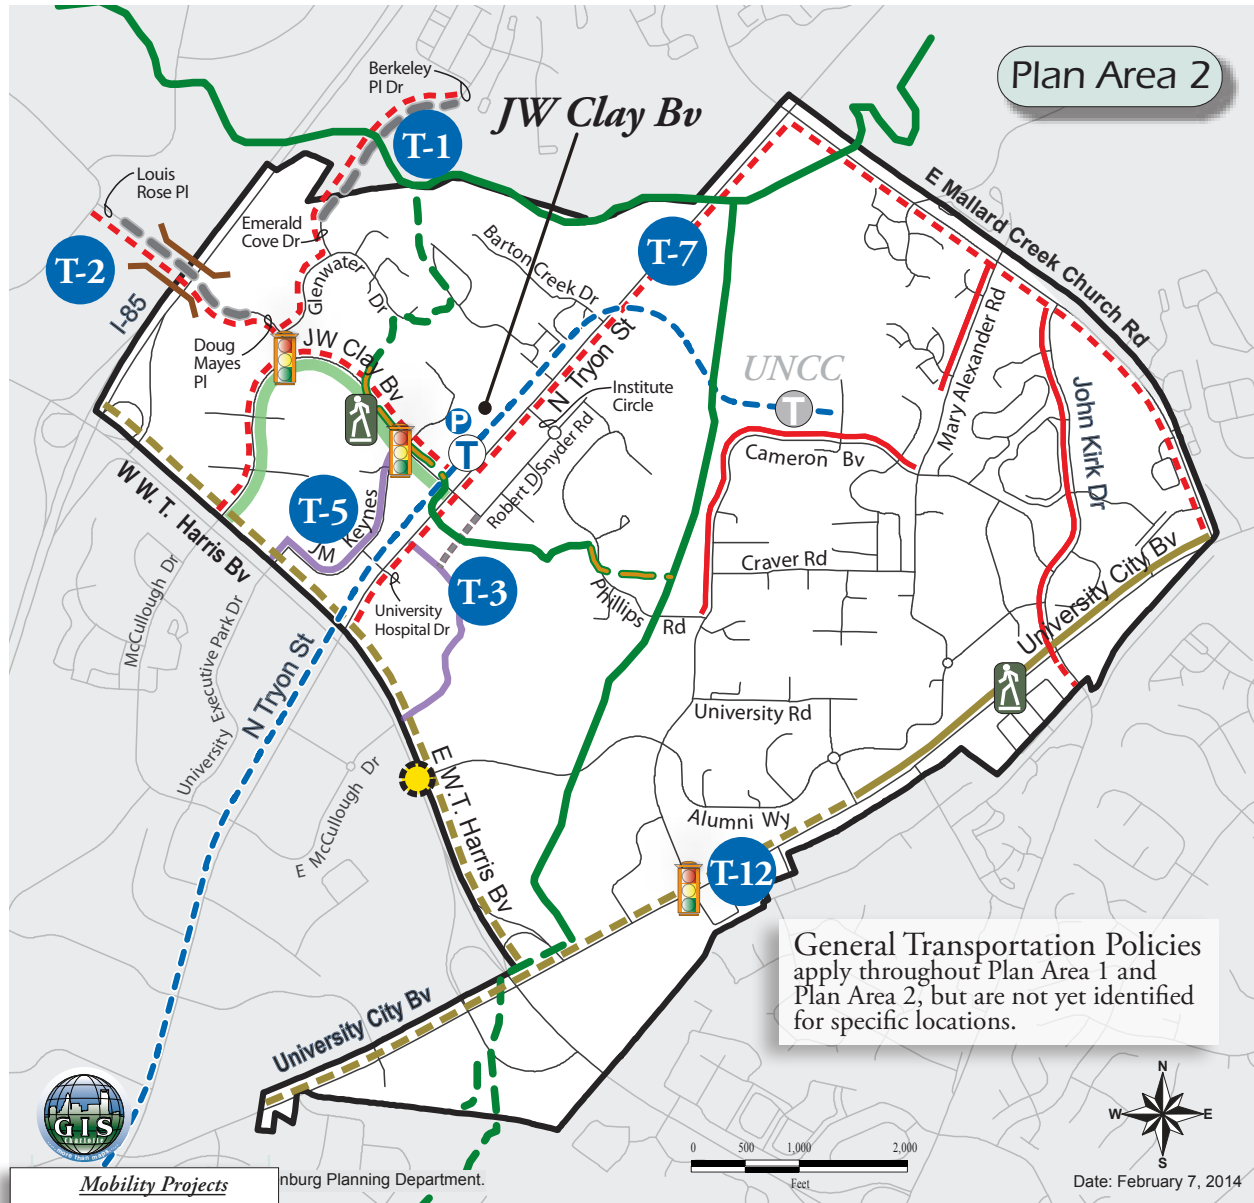 Plan Area 2
Berkeley
Pl Dr
JW Clay Bv
T-1
Louis
Rose Pl
E Mallard Creek Church Rd
Emerald
Cove Dr
T-7
Barton Creek Dr
T-2
Glenwater
Dr
I-85
Mary Alexander Rd
Doug
Mayes
Pl
JW Clay Bv
N Tryon St
UNCC
T
Institute
Circle
John Kirk Dr
P
T
Robert D Snyder Rd
Cameron Bv
W W. T. Harris Bv
T-5
JM Keynes
Craver Rd
T-3
University City Bv
McCullough Dr
University
Hospital Dr
Phillips
Rd
University Executive Park Dr
N Tryon St
University Rd
E McCullough Dr
E W.T. Harris Bv
Alumni Wy
T-12
General Transportation Policies
apply throughout Plan Area 1 and
Plan Area 2, but are not yet identified
for specific locations.
University City Bv
GIS
Charlotte
more than maps
N
W E
S
0 500 1,000 2,000
Feet
Mobility Projects
nburg Planning Department.
Date: February 7, 2014